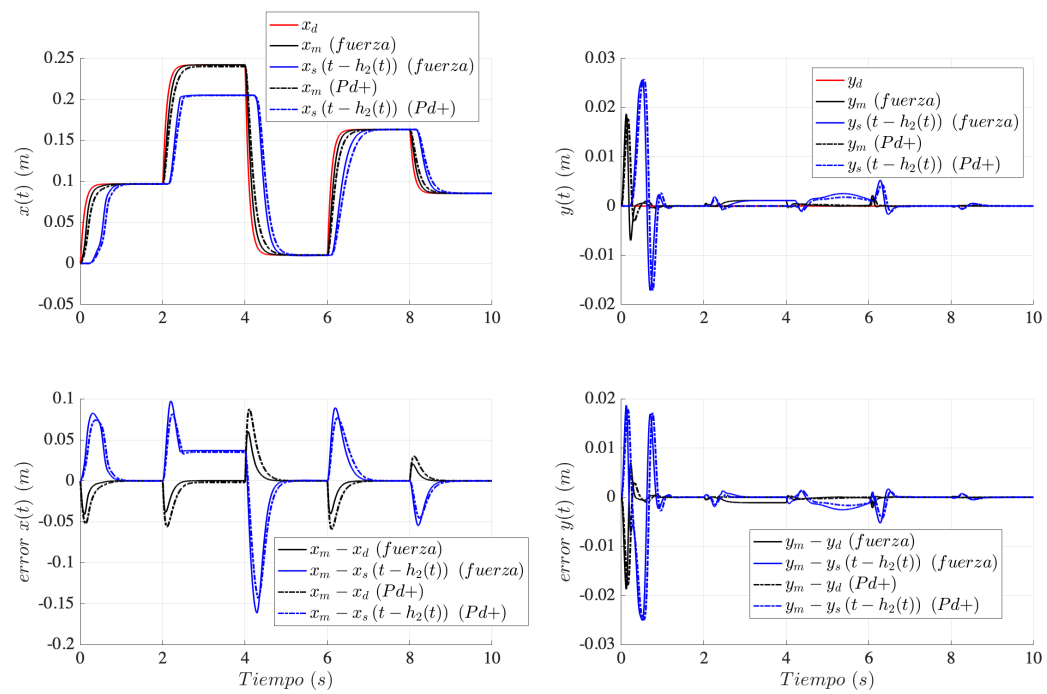 x_d
x_m (fuerza)
x_s (t − h_2(t)) (fuerza)
x_m (Pd+)
x_s (t − h_2(t)) (Pd+)
x(t) (m)
0.25
0.2
0.15
0.1
0.05
0
-0.05
0 2 4 6 8 10
y_d
y_m (fuerza)
y_s (t − h_2(t)) (fuerza)
y_m (Pd+)
y_s (t − h_2(t)) (Pd+)
y(t) (m)
0.03
0.02
0.01
0
-0.01
-0.02
0 2 4 6 8 10
error x(t) (m)
0.1
0.05
0
-0.05
-0.1
-0.15
-0.2
x_m − x_d (fuerza)
x_m − x_s (t − h_2(t)) (fuerza)
x_m − x_d (Pd+)
x_m − x_s (t − h_2(t)) (Pd+)
0 2 4 6 8 10
Tiempo (s)
error y(t) (m)
0.02
0.01
0
-0.01
-0.02
-0.03
y_m − y_d (fuerza)
y_m − y_s (t − h_2(t)) (fuerza)
y_m − y_d (Pd+)
y_m − y_s (t − h_2(t)) (Pd+)
0 2 4 6 8 10
Tiempo (s)